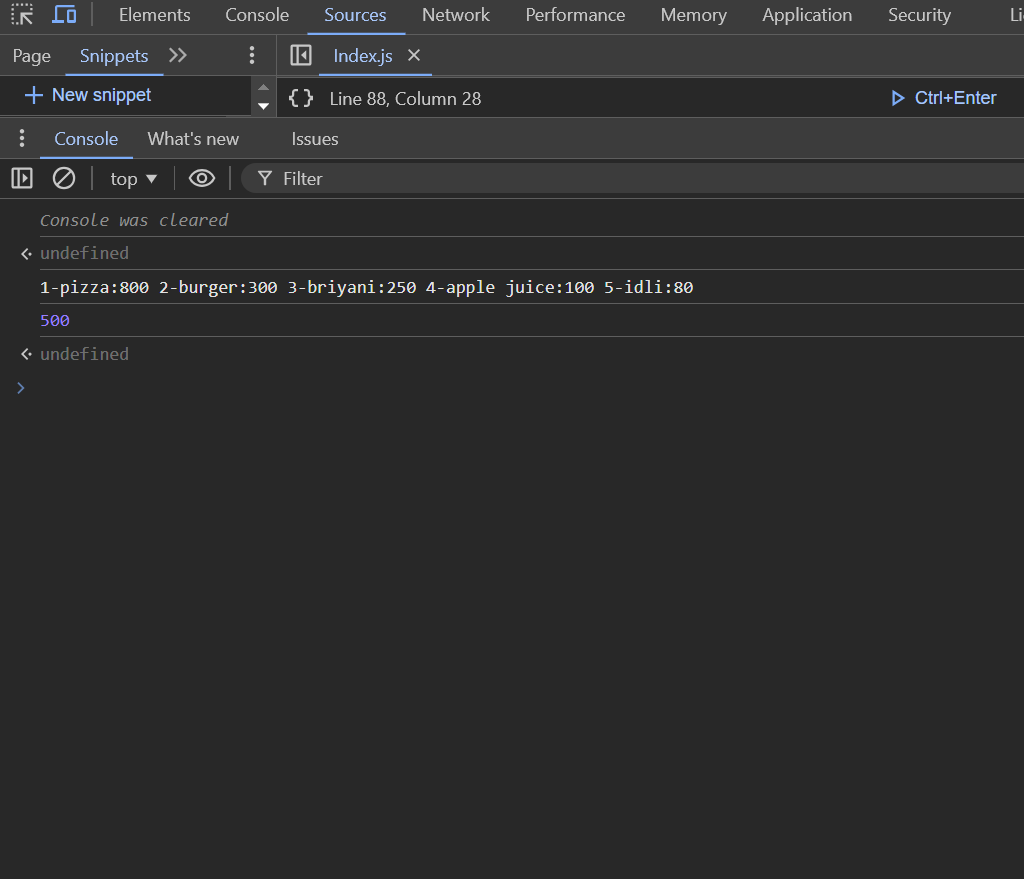 Elements Console Sources Network Performance Memory Application Security Li
Page Snippets Index.js
New snippet
{} Line 88, Column 28 Ctrl+Enter
Console What's new Issues
top Filter
Console was cleared
undefined
1-pizza:800 2-burger:300 3-briyani:250 4-apple juice:100 5-idli:80
500
undefined